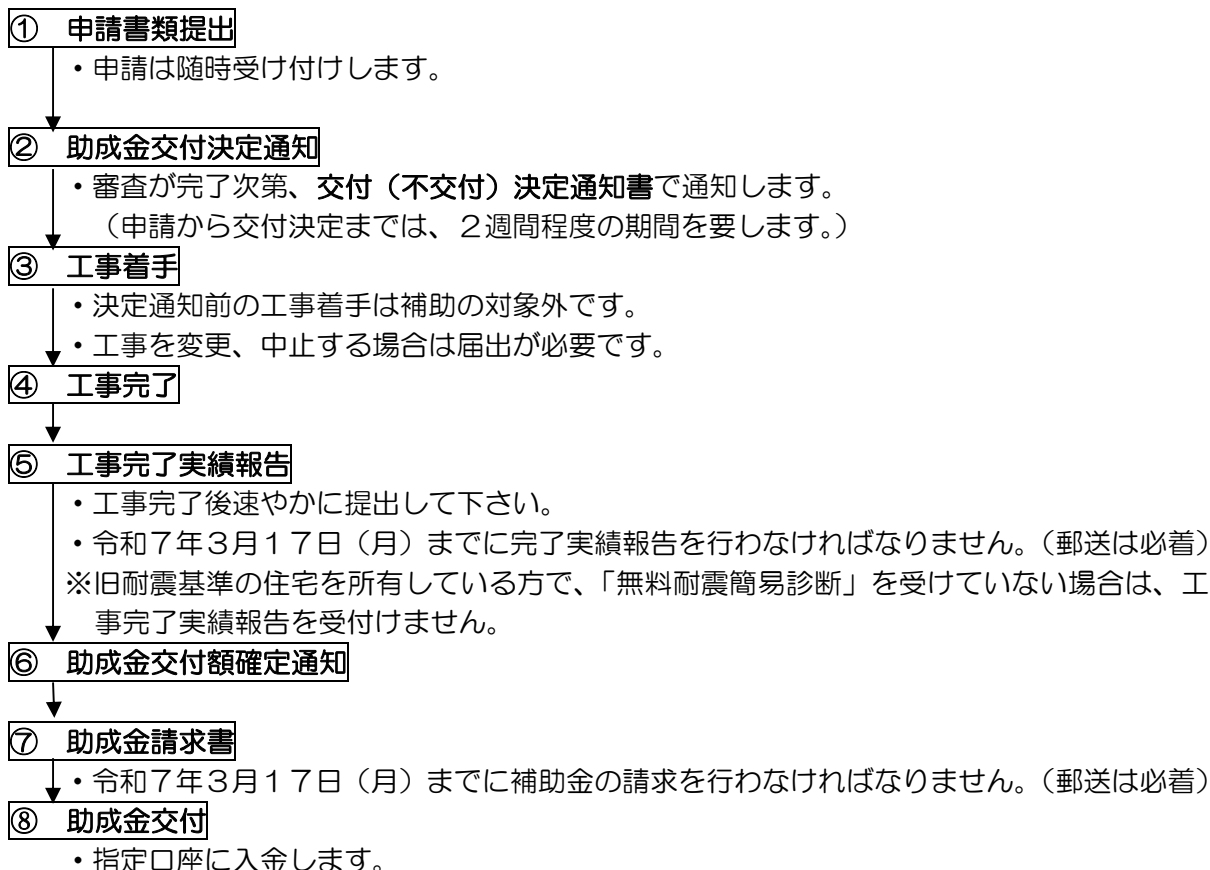 ① 申請書類提出
・申請は随時受け付けします。
② 助成金交付決定通知
・審査が完了次第、交付（不交付）決定通知書で通知します。
（申請から交付決定までは、２週間程度の期間を要します。）
③ 工事着手
・決定通知前の工事着手は補助の対象外です。
・工事を変更、中止する場合は届出が必要です。
④ 工事完了
⑤ 工事完了実績報告
・工事完了後速やかに提出して下さい。
・令和７年３月１７日（月）までに完了実績報告を行わなければなりません。（郵送は必着）
※旧耐震基準の住宅を所有している方で、「無料耐震簡易診断」を受けていない場合は、工
事完了実績報告を受付けません。
⑥ 助成金交付額確定通知
⑦ 助成金請求書
・令和７年３月１７日（月）までに補助金の請求を行わなければなりません。（郵送は必着）
⑧ 助成金交付
・指定口座に入金します。